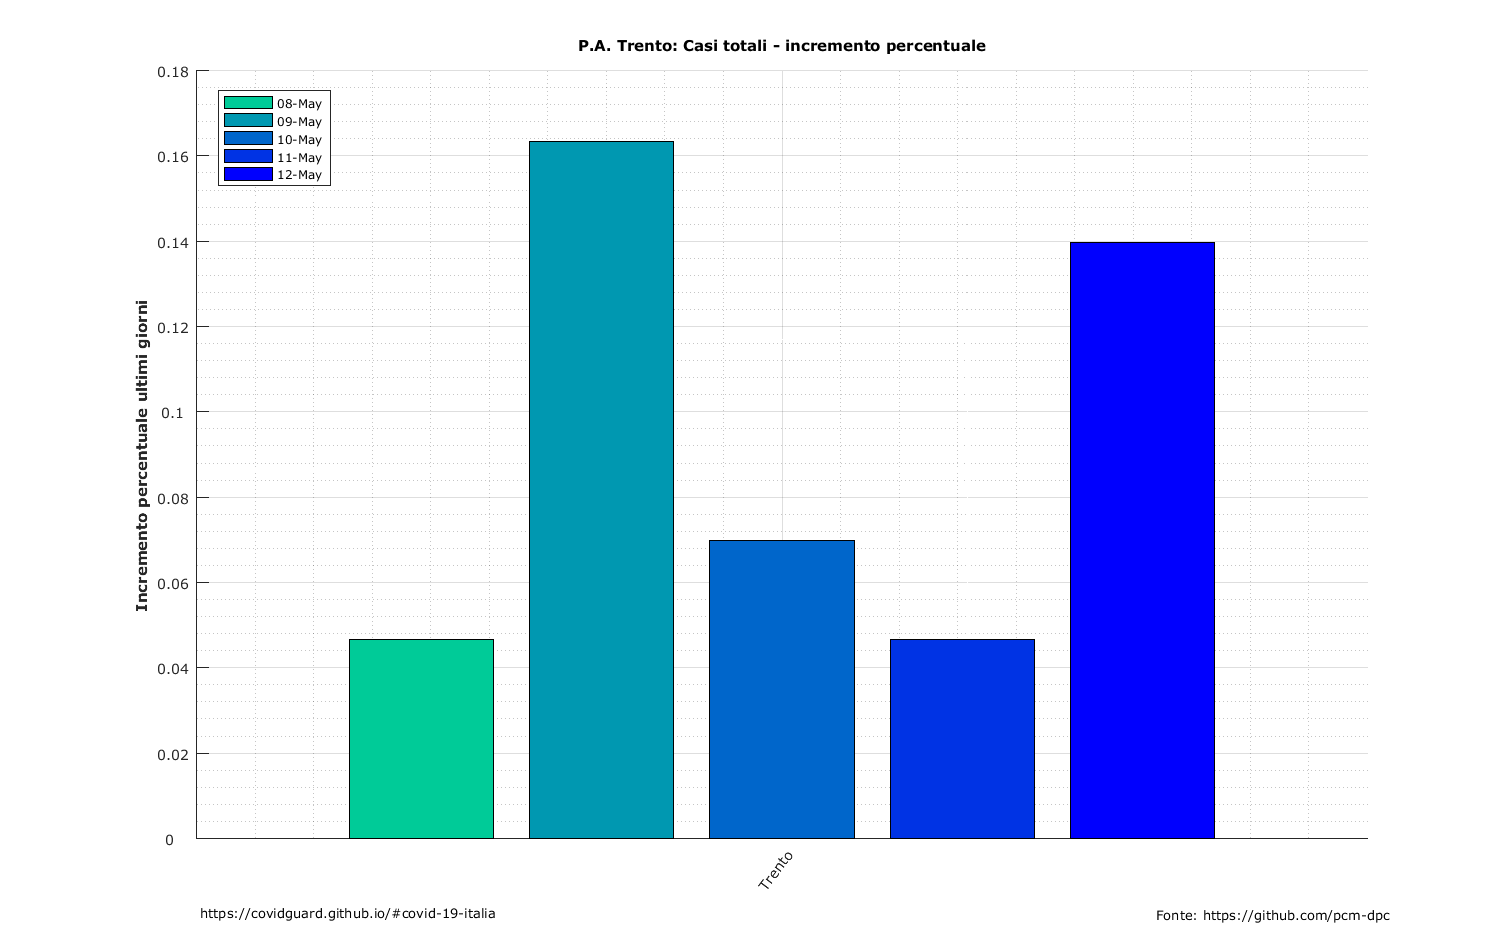 P.A. Trento: Casi totali - incremento percentuale
0.18
0.16
0.14
0.12
0.1
0.08
0.06
0.04
0.02
0
Incremento percentuale ultimi giorni
08-May
09-May
10-May
11-May
12-May
Trento
https://covidguard.github.io/#covid-19-italia
Fonte: https://github.com/pcm-dpc